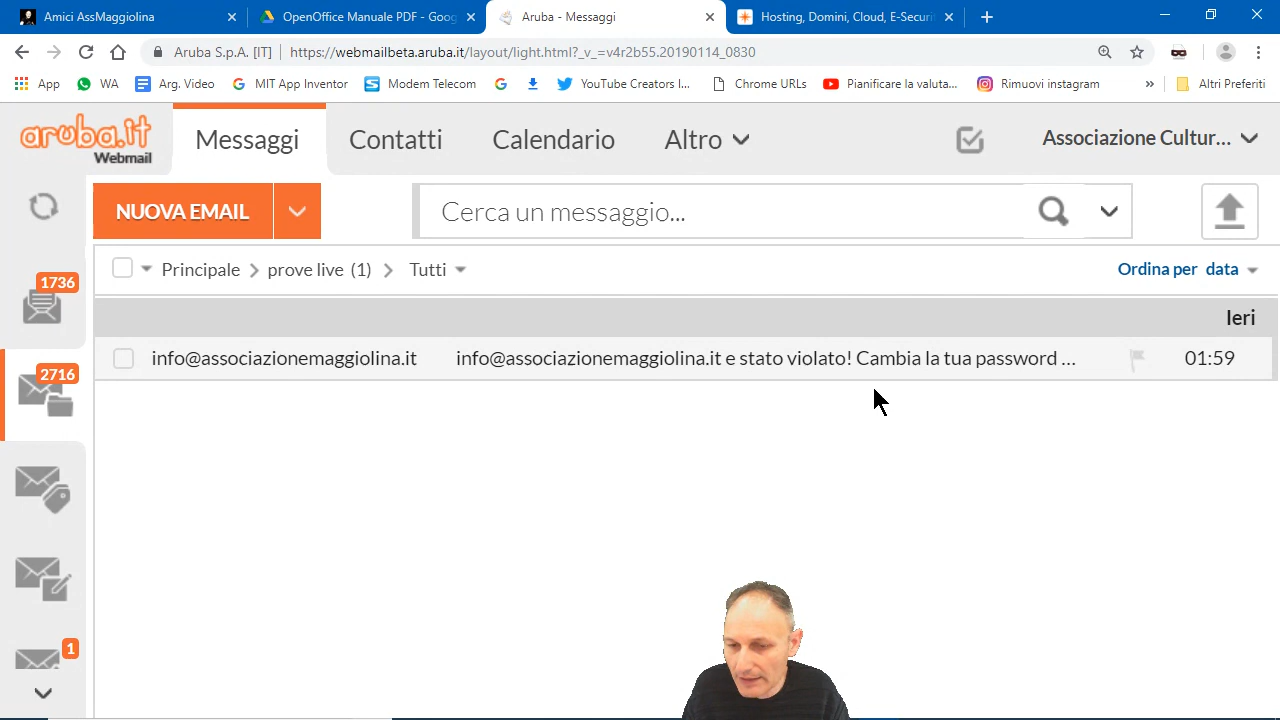 Amici AssMaggiolina
OpenOffice Manuale PDF - Goog
Aruba - Messaggi
Hosting, Domini, Cloud, E-Securi
Aruba S.p.A. [IT]
https://webmailbeta.aruba.it/layout/light.html?_v_=v4r2b55.20190114_0830
App
WA
Arg. Video
MIT App Inventor
Modem Telecom
YouTube Creators I...
Chrome URLs
Pianificare la valuta...
Rimuovi instagram
»
Altri Preferiti
aruba.it
Webmail
Messaggi
Contatti
Calendario
Altro
Associazione Cultur...
NUOVA EMAIL
Cerca un messaggio...
Principale
prove live (1)
Tutti
Ordina per data
1736
Ieri
info@associazionemaggiolina.it
info@associazionemaggiolina.it e stato violato! Cambia la tua password ...
01:59
2716
1